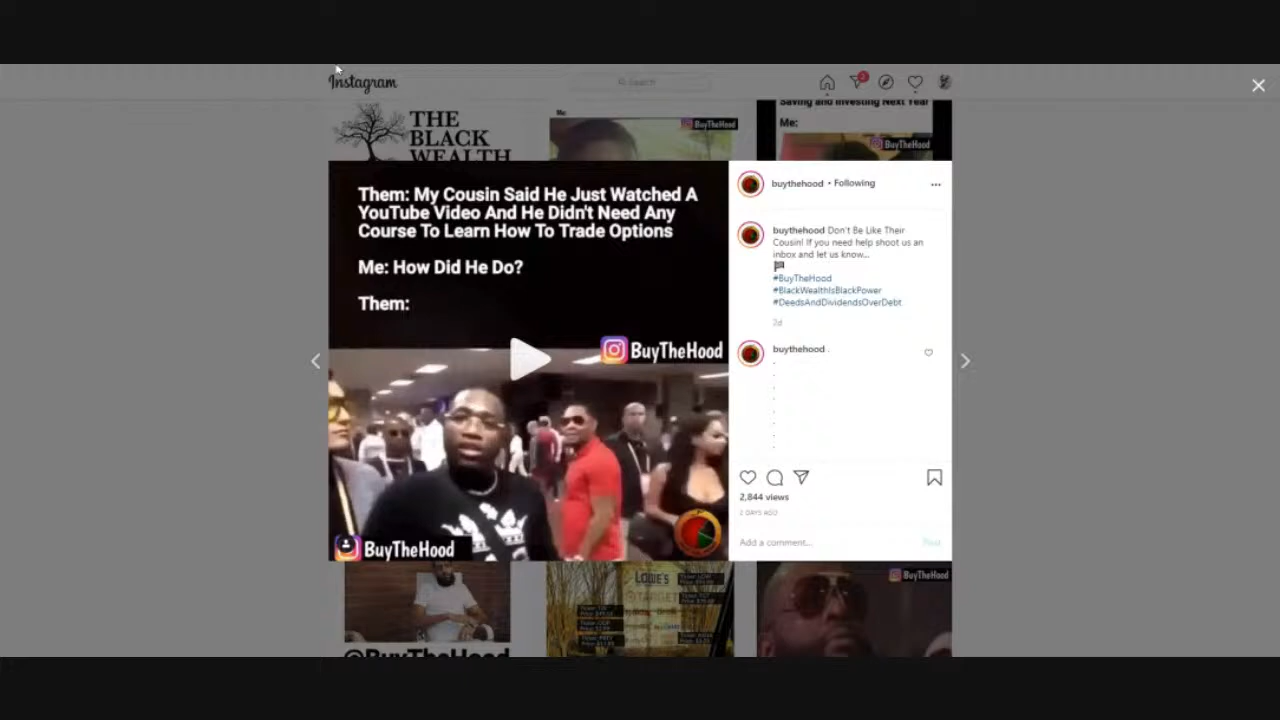 Instagram
Search
2
THE
BLACK
WEALTH
Me:
BuyTheHood
Saving and Investing Next Year
Me:
BuyTheHood
Them: My Cousin Said He Just Watched A
YouTube Video And He Didn't Need Any
Course To Learn How To Trade Options
Me: How Did He Do?
Them:
BuyTheHood
BuyTheHood
buythehood • Following
buythehood Don't Be Like Their
Cousin! If you need help shoot us an
inbox and let us know...
#BuyTheHood
#BlackWealthIsBlackPower
#DeedsAndDividendsOverDebt
2d
buythehood .
.
.
.
.
.
.
.
.
2,844 views
2 DAYS AGO
Add a comment...
Post
@BuyTheHood
LOWE'S
BuyTheHood